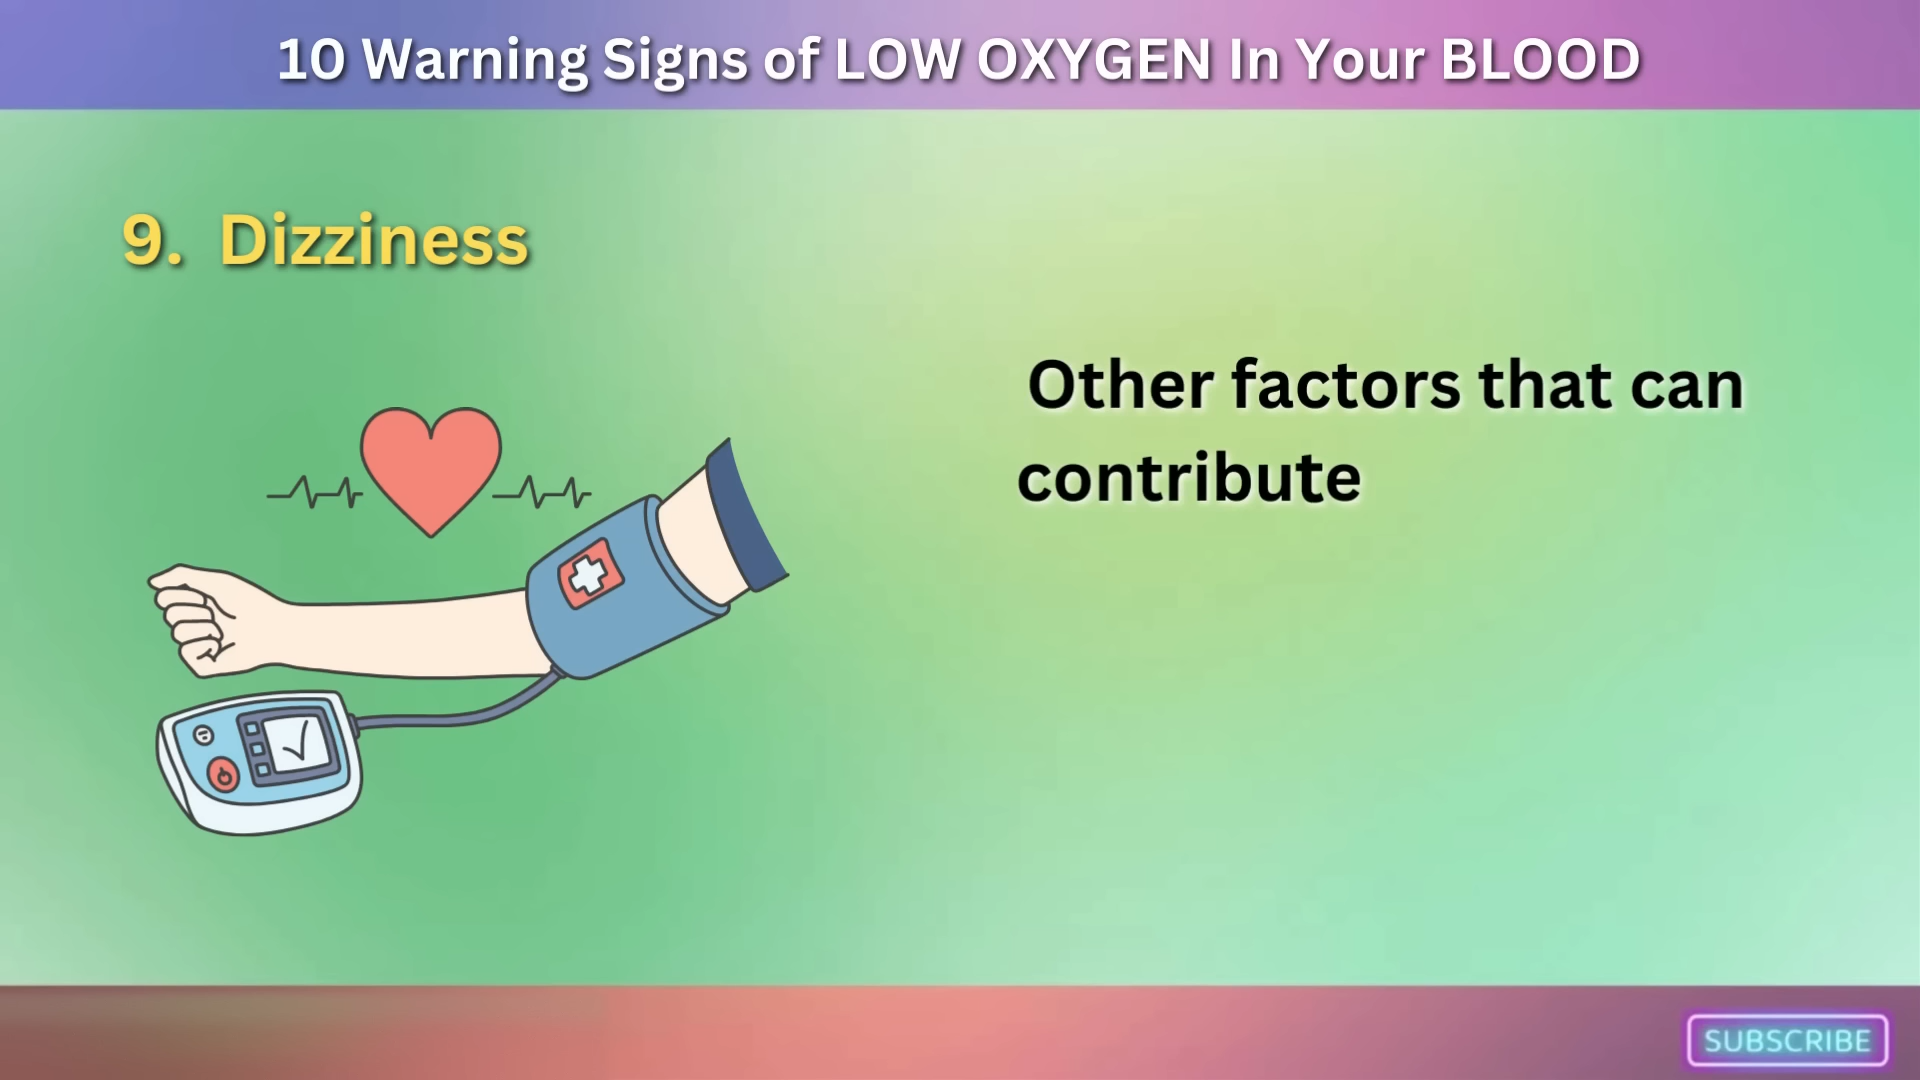 10 Warning Signs of LOW OXYGEN In Your BLOOD
9. Dizziness
Other factors that can
contribute
SUBSCRIBE